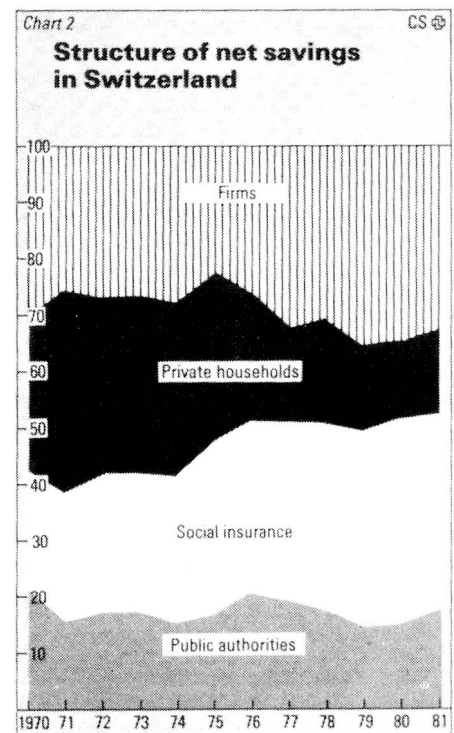 Chart 2
CS
Structure of net savings
in Switzerland
100
Firms
90
80
70
Private households
60
50
40
Social insurance
30
20
Public authorities
10
1970 71 72 73 74 75 76 77 78 79 80 81